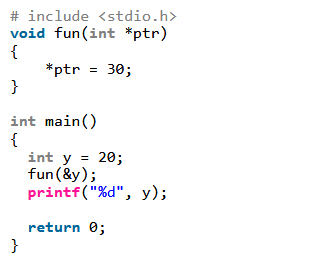 # include <stdio.h>
void fun(int *ptr)
{
    *ptr = 30;
}

int main()
{
  int y = 20;
  fun(&y);
  printf("%d", y);

  return 0;
}